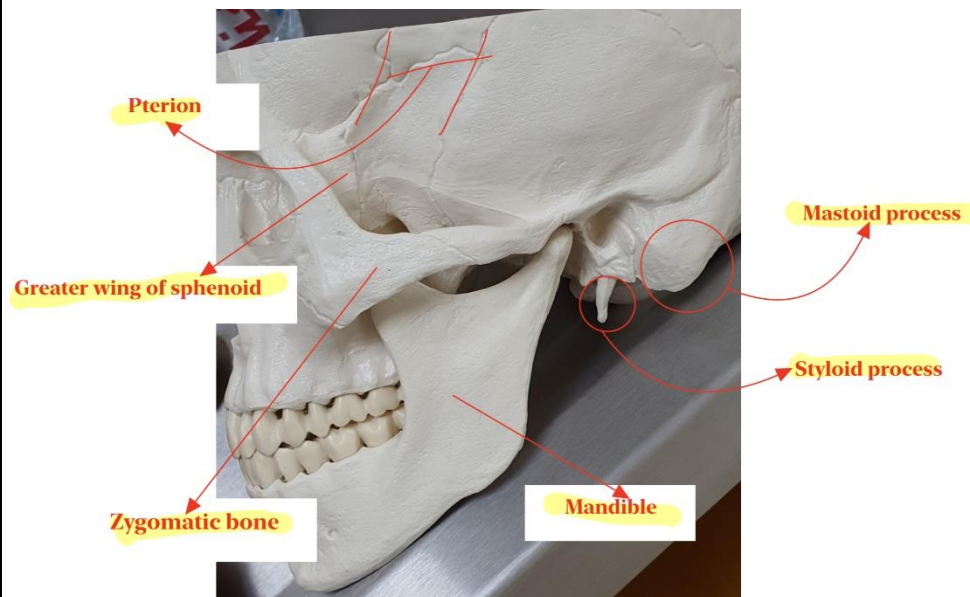 Pterion
Mastoid process
Greater wing of sphenoid
Styloid process
Zygomatic bone
Mandible